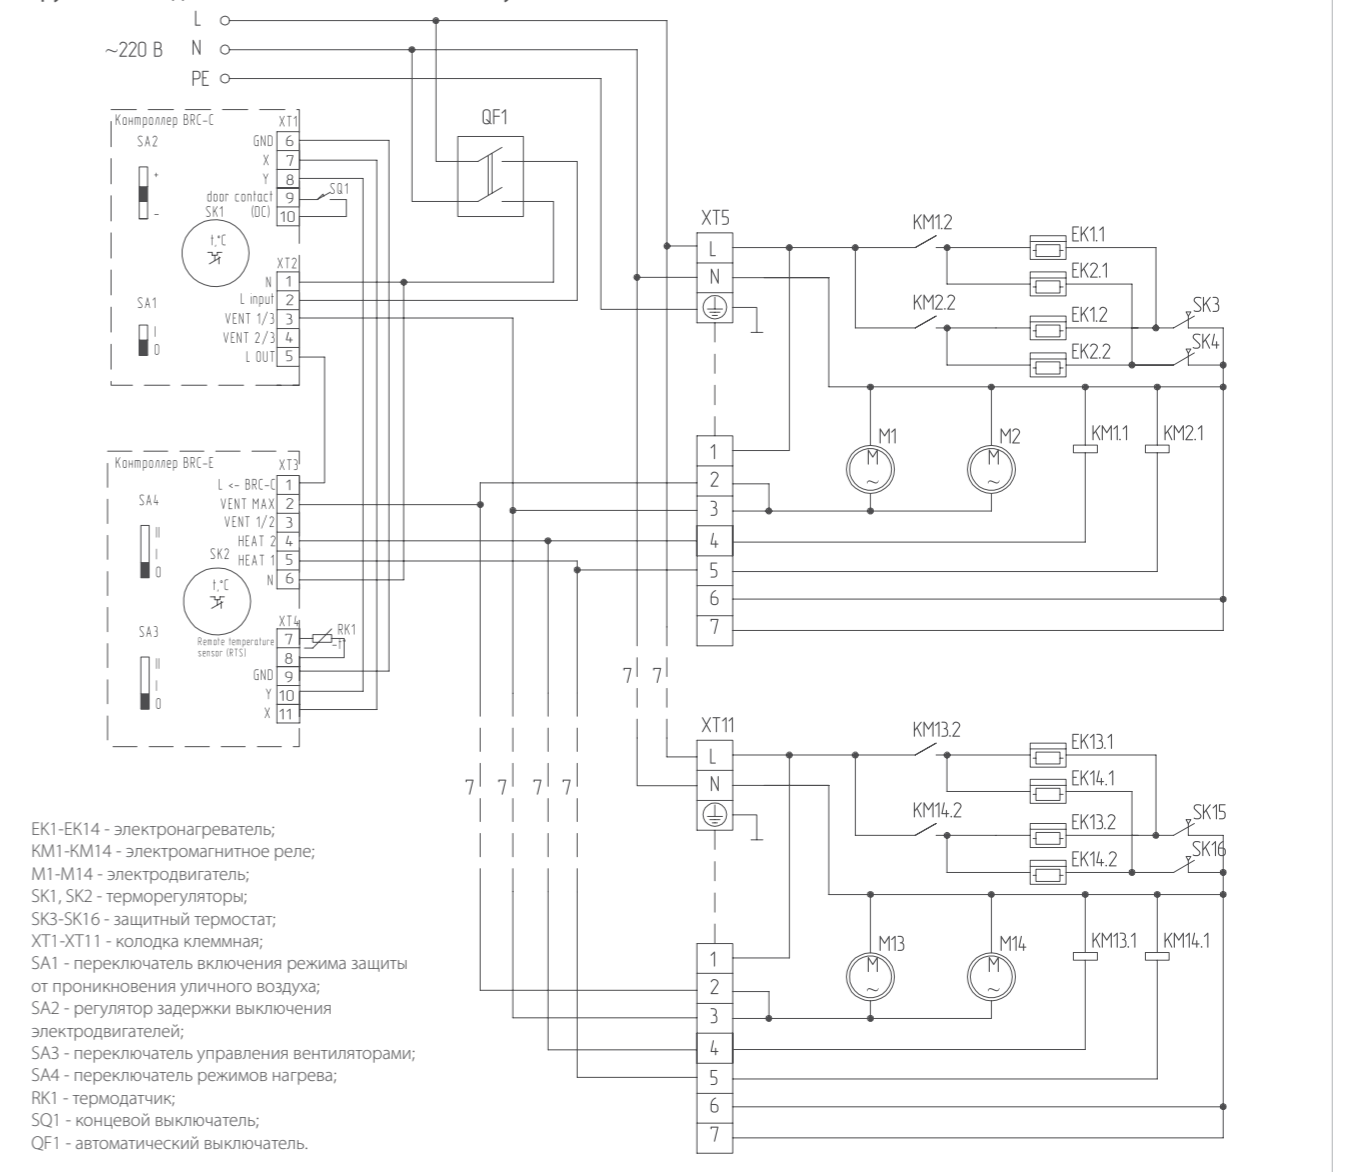 L
~220 В N
PE
Контроллер BRC-C
XT1
SA2
GND 6
X 7
Y 8
door contact 9
(DC) 10
SQ1
+
-
SK1
t,°C
XT2
N 1
L input 2
VENT 1/3 3
VENT 2/3 4
L OUT 5
SA1
I
0
QF1
Контроллер BRC-E
XT3
L <- BRC-C 1
VENT MAX 2
VENT 1/2 3
HEAT 2 4
HEAT 1 5
N 6
SA4
II
I
0
SK2
t,°C
XT4
Remote temperature
sensor (RTS)
7
8
GND 9
Y 10
X 11
RK1
-t°
SA3
II
I
0
XT5
L
N
1
2
3
4
5
6
7
KM1.2
KM2.2
EK1.1
EK2.1
EK1.2
EK2.2
SK3
SK4
M1
M
~
M2
M
~
KM1.1
KM2.1
7
7
7
7
7
7
XT11
L
N
1
2
3
4
5
6
7
KM13.2
KM14.2
EK13.1
EK14.1
EK13.2
EK14.2
SK15
SK16
M13
M
~
M14
M
~
KM13.1
KM14.1
EK1-EK14 - электронагреватель;
KM1-KM14 - электромагнитное реле;
M1-M14 - электродвигатель;
SK1, SK2 - терморегуляторы;
SK3-SK16 - защитный термостат;
XT1-XT11 - колодка клеммная;
SA1 - переключатель включения режима защиты
от проникновения уличного воздуха;
SA2 - регулятор задержки выключения
электродвигателей;
SA3 - переключатель управления вентиляторами;
SA4 - переключатель режимов нагрева;
RK1 - термодатчик;
SQ1 - концевой выключатель;
QF1 - автоматический выключатель.